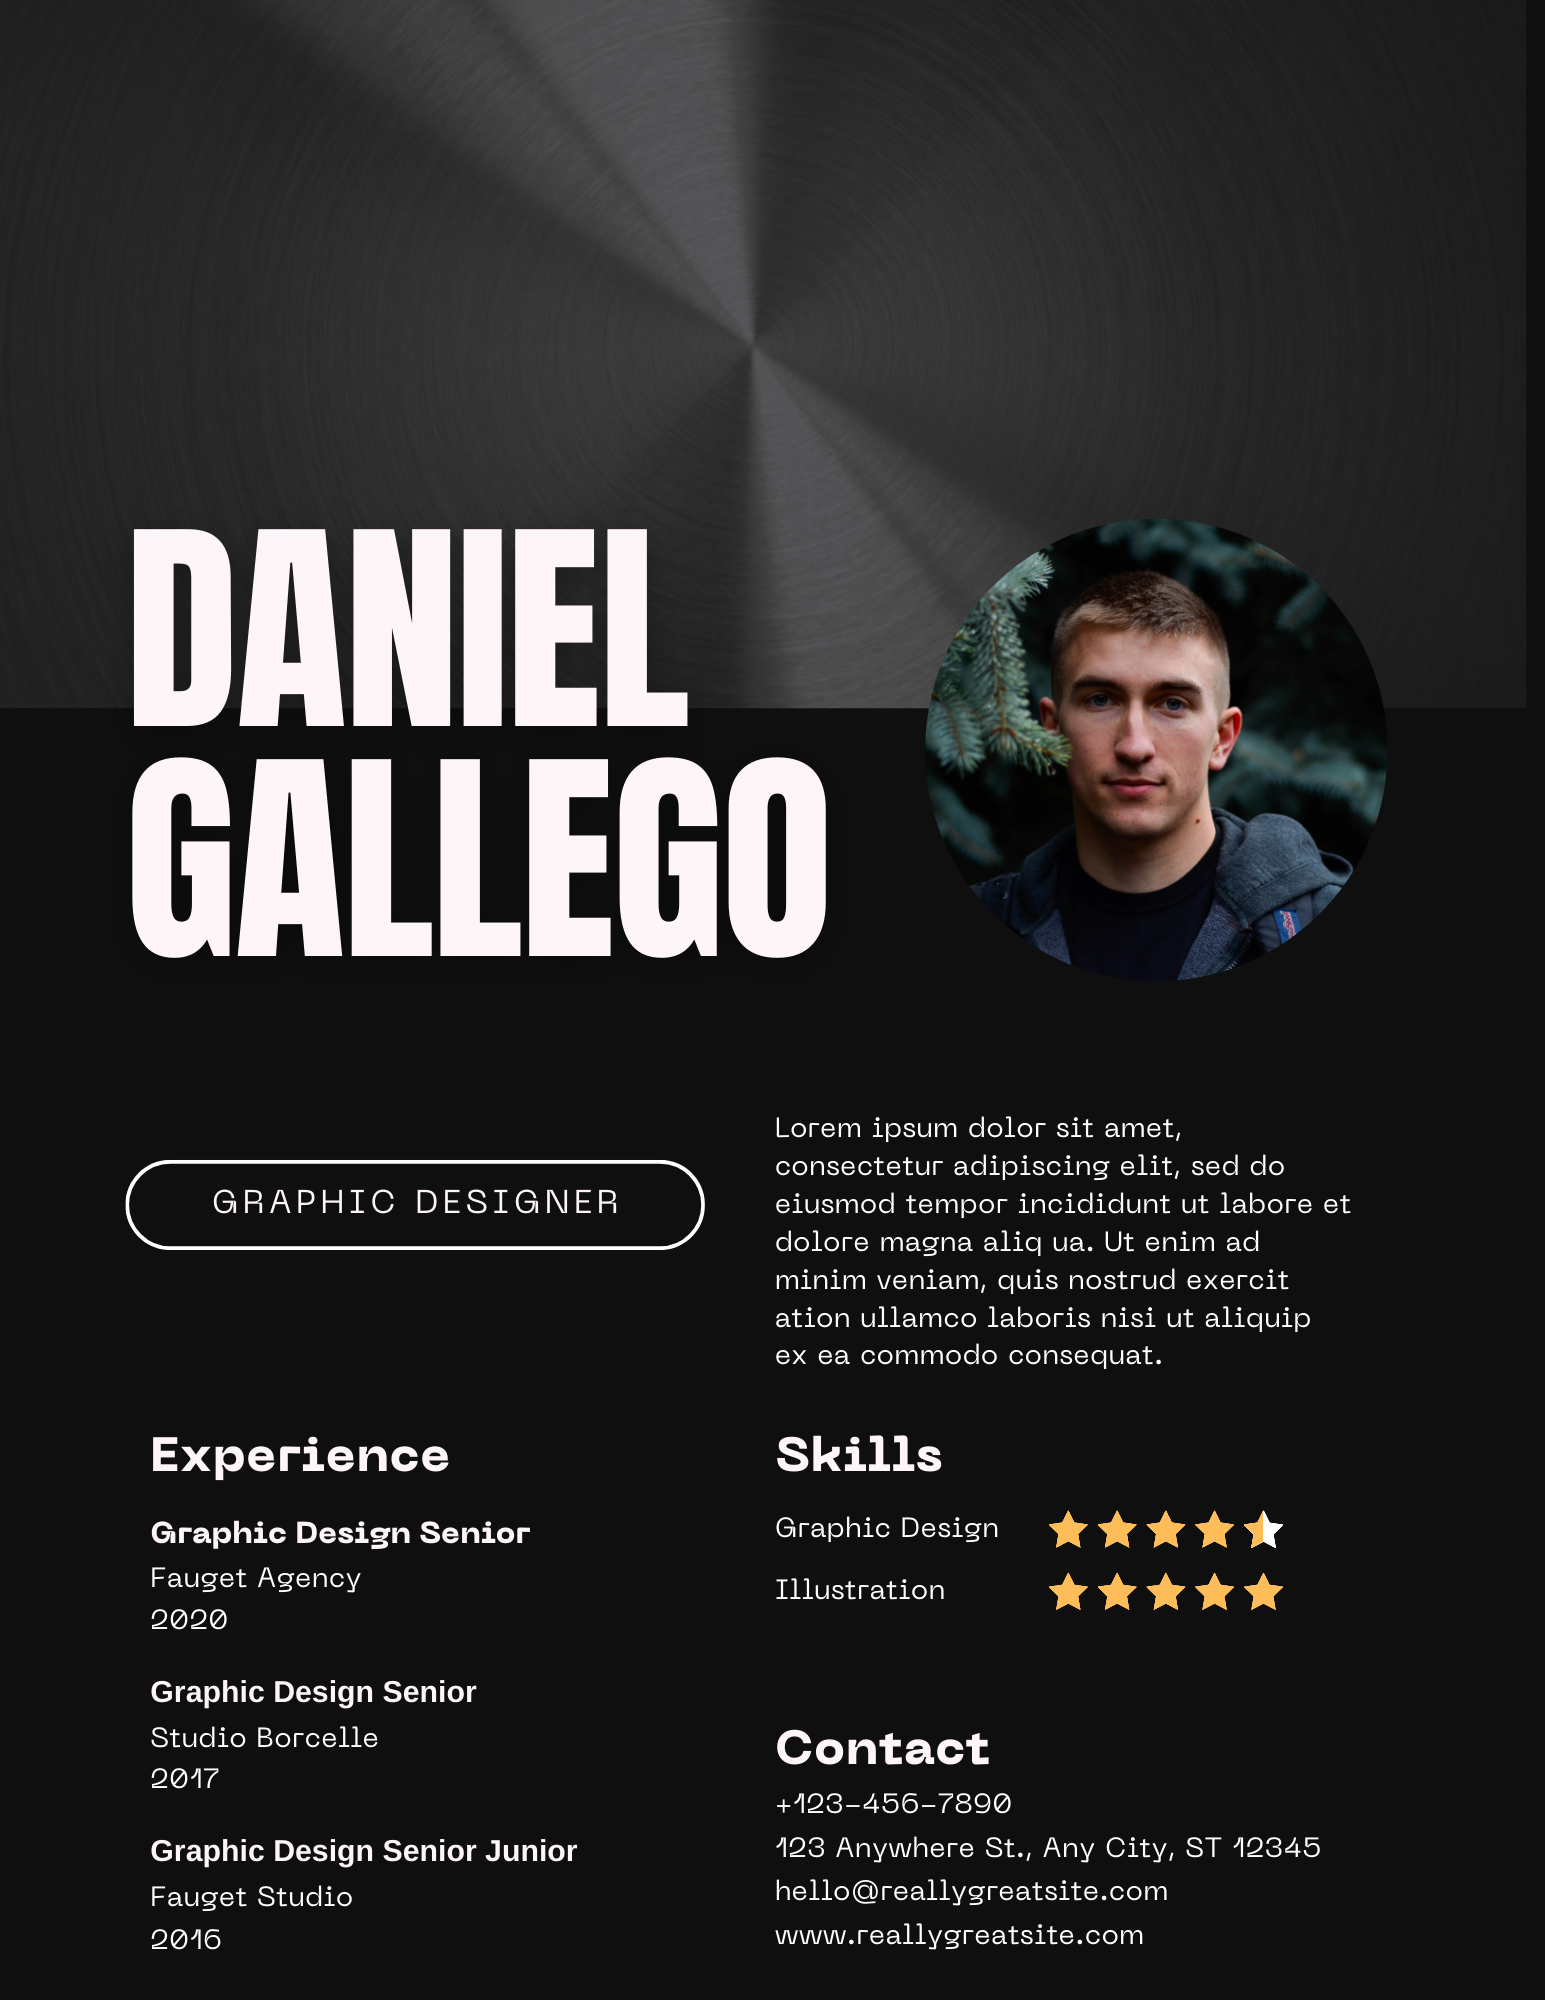 DANIEL
GALLEGO
GRAPHIC DESIGNER
Lorem ipsum dolor sit amet,
consectetur adipiscing elit, sed do
eiusmod tempor incididunt ut labore et
dolore magna aliq ua. Ut enim ad
minim veniam, quis nostrud exercit
ation ullamco laboris nisi ut aliquip
ex ea commodo consequat.
Experience
Graphic Design Senior
Fauget Agency
2020
Graphic Design Senior
Studio Borcelle
2017
Graphic Design Senior Junior
Fauget Studio
2016
Skills
Graphic Design
Illustration
Contact
+123-456-7890
123 Anywhere St., Any City, ST 12345
hello@reallygreatsite.com
www.reallygreatsite.com